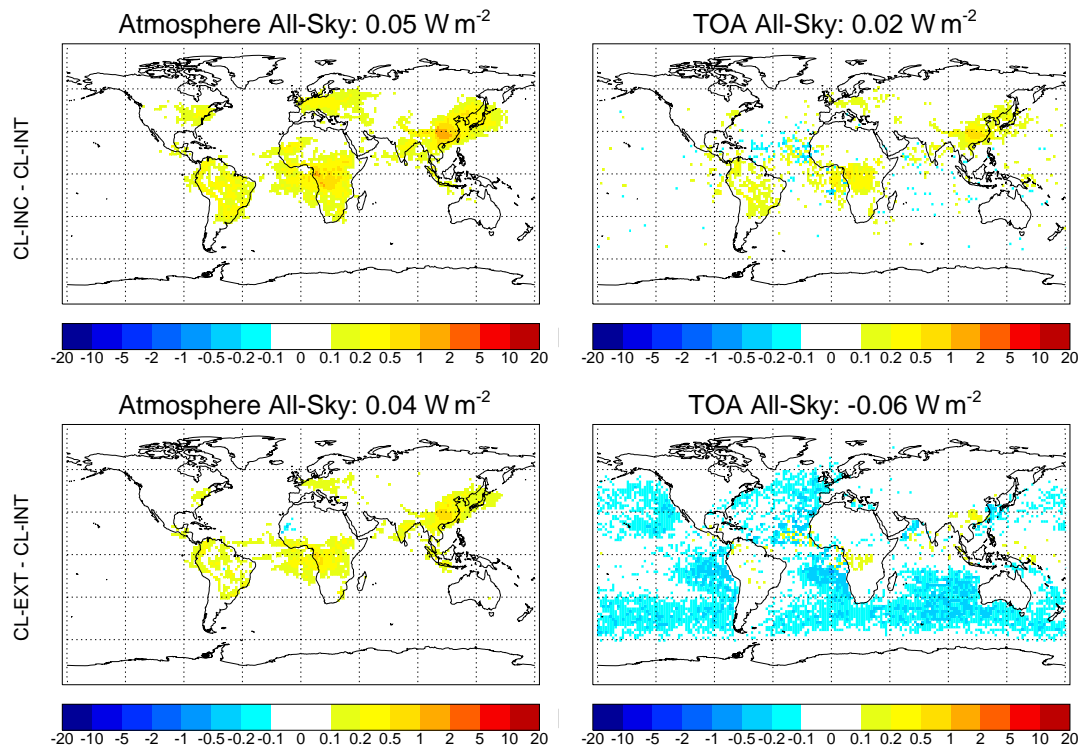 Atmosphere All-Sky: 0.05 W m-2
TOA All-Sky: 0.02 W m-2
CL-INC - CL-INT
-20 -10 -5 -2 -1 -0.5 -0.2 -0.1 0 0.1 0.2 0.5 1 2 5 10 20
-20 -10 -5 -2 -1 -0.5 -0.2 -0.1 0 0.1 0.2 0.5 1 2 5 10 20
Atmosphere All-Sky: 0.04 W m-2
TOA All-Sky: -0.06 W m-2
CL-EXT - CL-INT
-20 -10 -5 -2 -1 -0.5 -0.2 -0.1 0 0.1 0.2 0.5 1 2 5 10 20
-20 -10 -5 -2 -1 -0.5 -0.2 -0.1 0 0.1 0.2 0.5 1 2 5 10 20